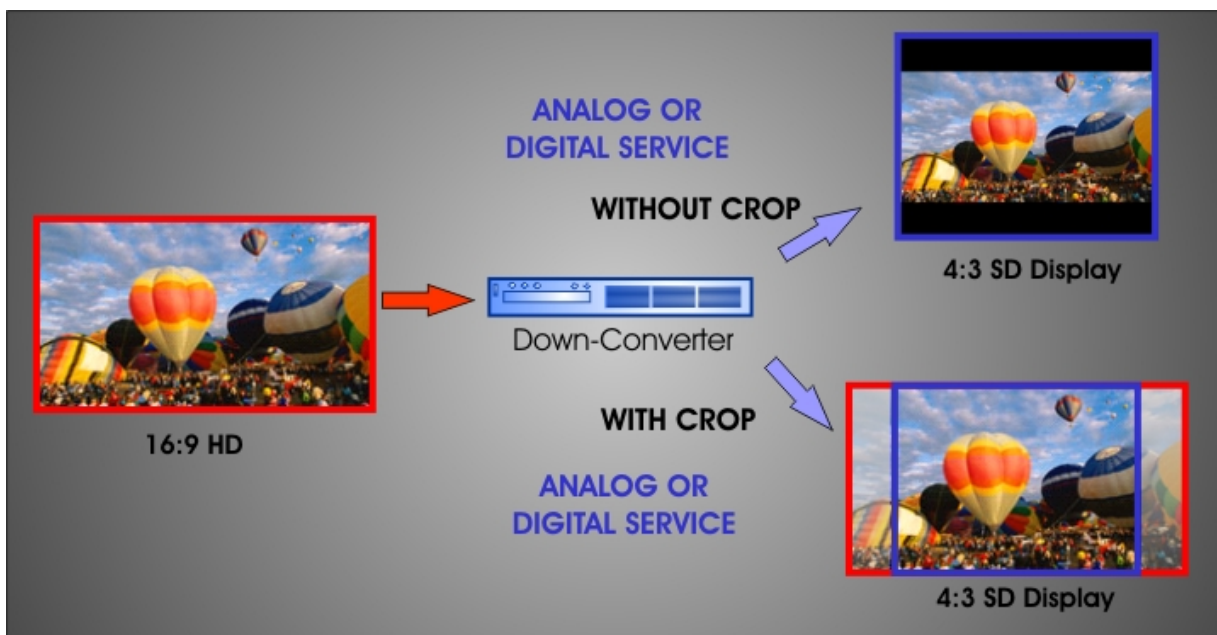 ANALOG OR
DIGITAL SERVICE
WITHOUT CROP
4:3 SD Display
16:9 HD
Down-Converter
WITH CROP
ANALOG OR
DIGITAL SERVICE
4:3 SD Display